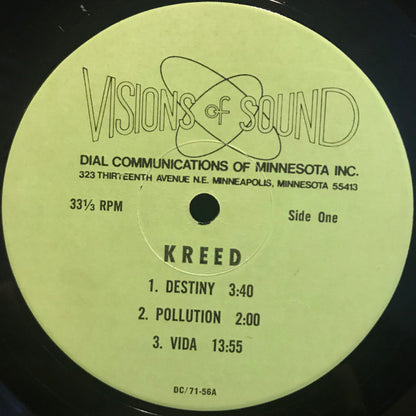 VISIONS of SOUND
DIAL COMMUNICATIONS OF MINNESOTA INC.
323 THIRTEENTH AVENUE N.E. MINNEAPOLIS, MINNESOTA 55413
33⅓ RPM
Side One
KREED
1. DESTINY 3:40
2. POLLUTION 2:00
3. VIDA 13:55
DC/71-56A